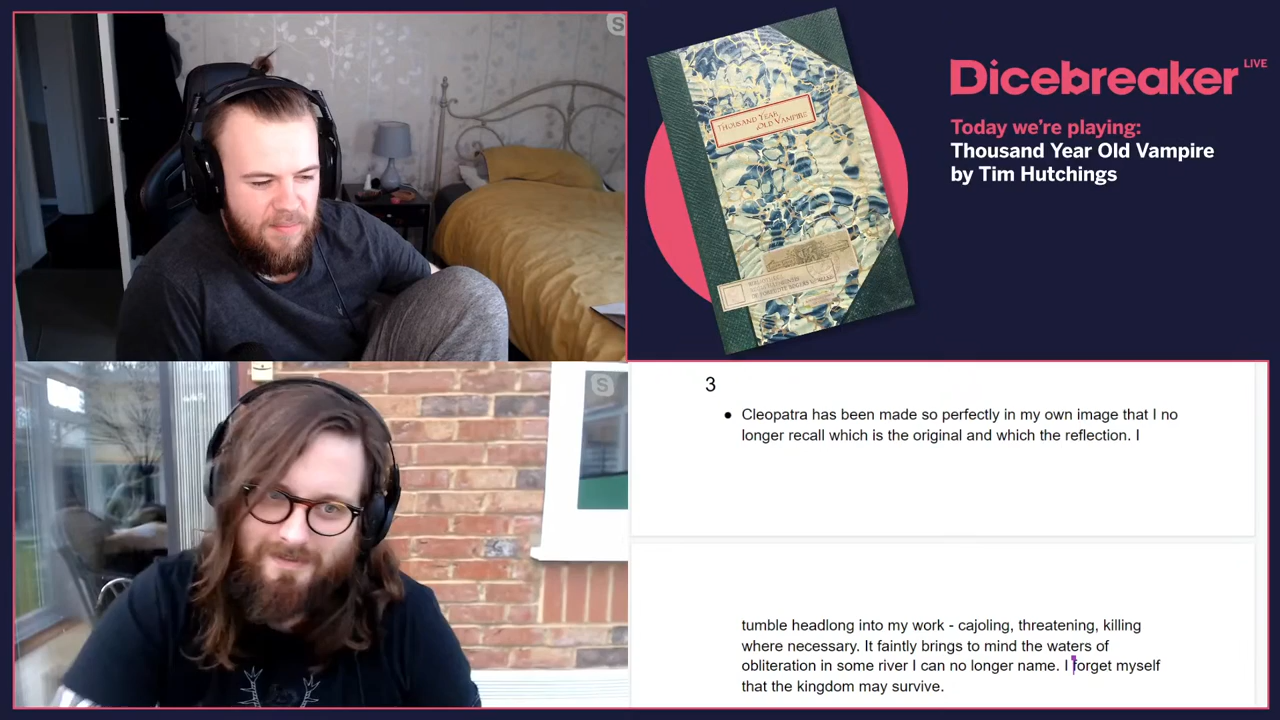 Dicebreaker LIVE
Today we're playing:
Thousand Year Old Vampire
by Tim Hutchings
THOUSAND YEAR
OLD VAMPIRE
3
● Cleopatra has been made so perfectly in my own image that I no
longer recall which is the original and which the reflection. I
tumble headlong into my work - cajoling, threatening, killing
where necessary. It faintly brings to mind the waters of
obliteration in some river I can no longer name. I forget myself
that the kingdom may survive.
S
S